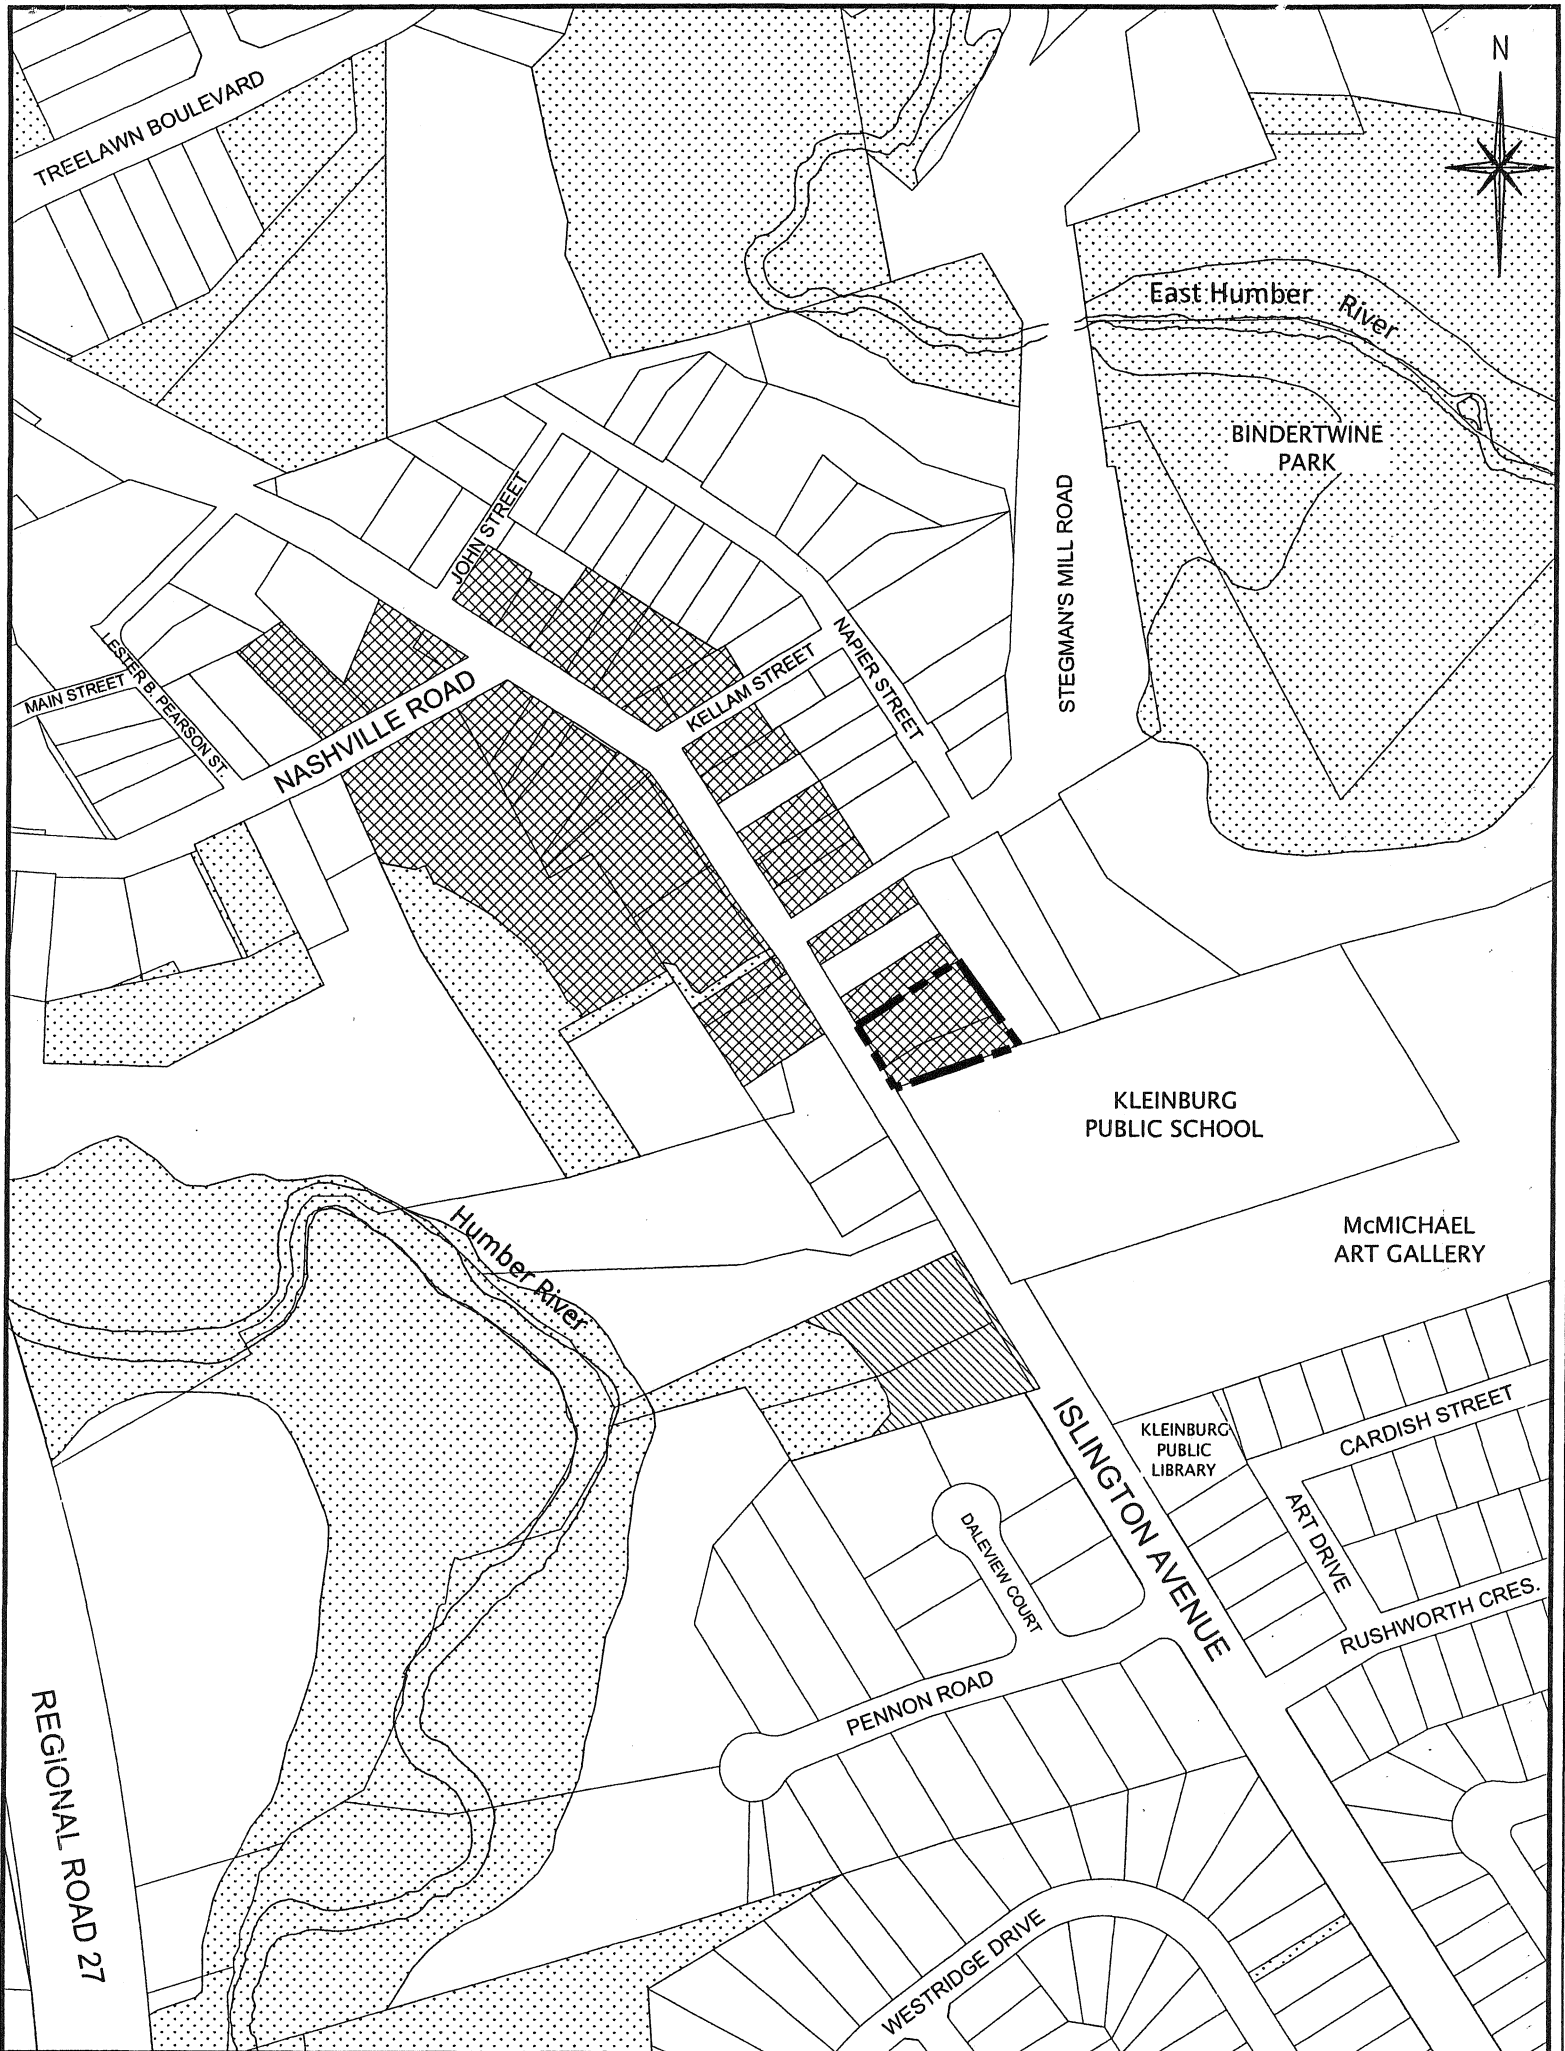 N
TREELAWN BOULEVARD
East Humber River
BINDERTWINE
PARK
JOHN STREET
STEGMAN'S MILL ROAD
NAPIER STREET
KELLAM STREET
LESTER B. PEARSON ST.
MAIN STREET
NASHVILLE ROAD
KLEINBURG
PUBLIC SCHOOL
McMICHAEL
ART GALLERY
Humber River
ISLINGTON AVENUE
KLEINBURG
PUBLIC
LIBRARY
CARDISH STREET
ART DRIVE
DALEVIEW COURT
RUSHWORTH CRES.
PENNON ROAD
REGIONAL ROAD 27
WESTRIDGE DRIVE